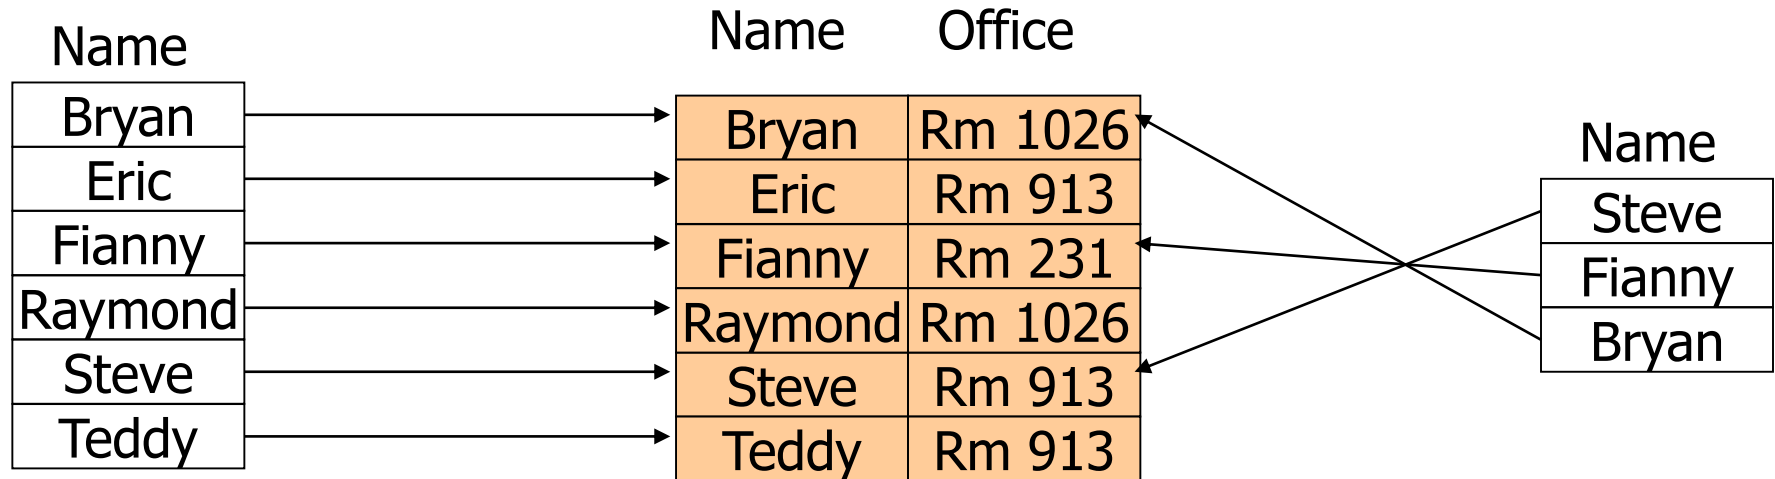 Name
Bryan
Eric
Fianny
Raymond
Steve
Teddy
Name Office
Bryan Rm 1026
Eric Rm 913
Fianny Rm 231
Raymond Rm 1026
Steve Rm 913
Teddy Rm 913
Name
Steve
Fianny
Bryan